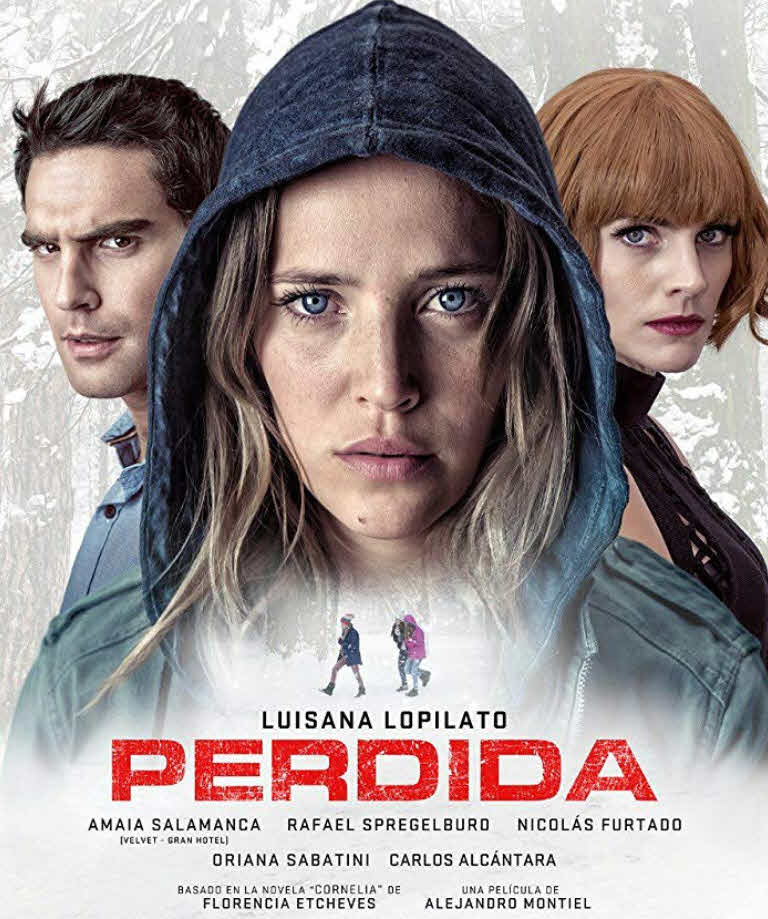 LUISANA LOPILATO
PERDIDA
AMAIA SALAMANCA RAFAEL SPREGELBURD NICOLÁS FURTADO
(VELVET - GRAN HOTEL)
ORIANA SABATINI CARLOS ALCÁNTARA
BASADO EN LA NOVELA "CORNELIA" DE UNA PELÍCULA DE
FLORENCIA ETCHEVES ALEJANDRO MONTIEL